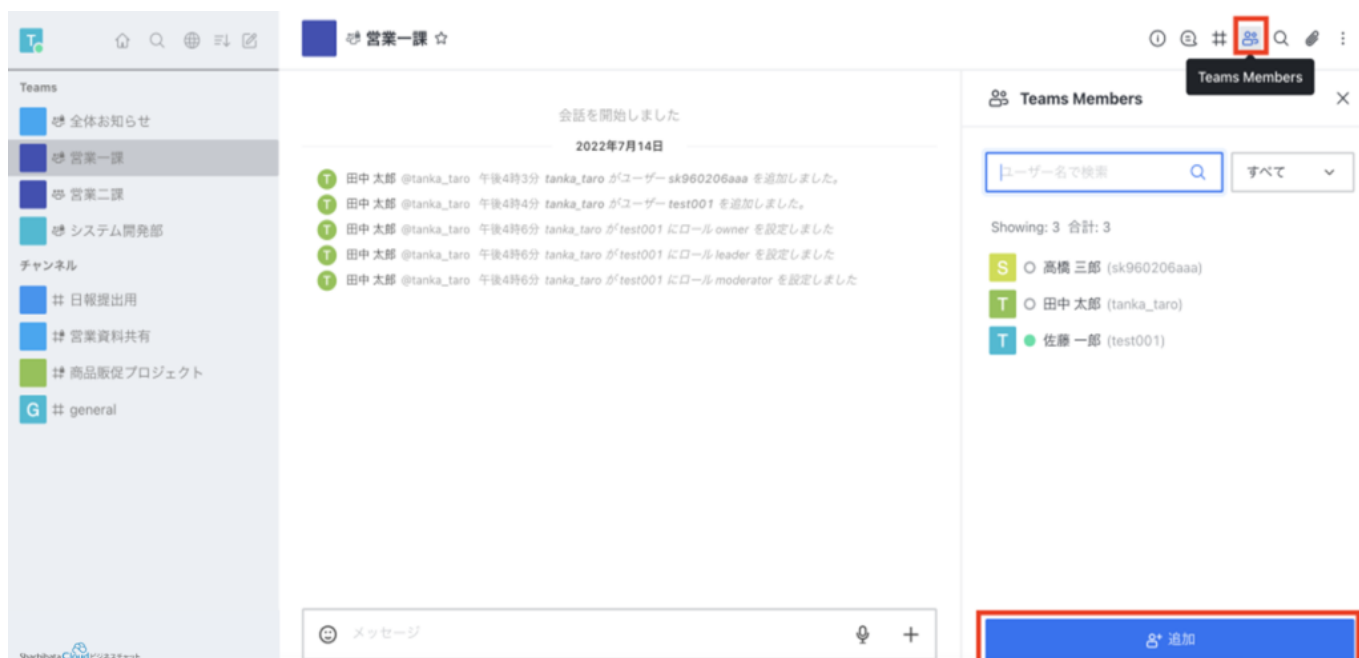 T
営業一課
Teams Members
Teams
全体お知らせ
営業一課
営業二課
システム開発部
チャンネル
日報提出用
営業資料共有
商品販促プロジェクト
G # general
会話を開始しました
2022年7月14日
T 田中 太郎 @tanka_taro 午後4時3分 tanka_taro がユーザー sk960206aaa を追加しました。
T 田中 太郎 @tanka_taro 午後4時4分 tanka_taro がユーザー test001 を追加しました。
T 田中 太郎 @tanka_taro 午後4時6分 tanka_taro が test001 にロール owner を設定しました
T 田中 太郎 @tanka_taro 午後4時6分 tanka_taro が test001 にロール leader を設定しました
T 田中 太郎 @tanka_taro 午後4時6分 tanka_taro が test001 にロール moderator を設定しました
メッセージ
Teams Members
ユーザー名で検索
すべて
Showing: 3 合計: 3
S 高橋 三郎 (sk960206aaa)
T 田中 太郎 (tanka_taro)
T 佐藤 一郎 (test001)
追加